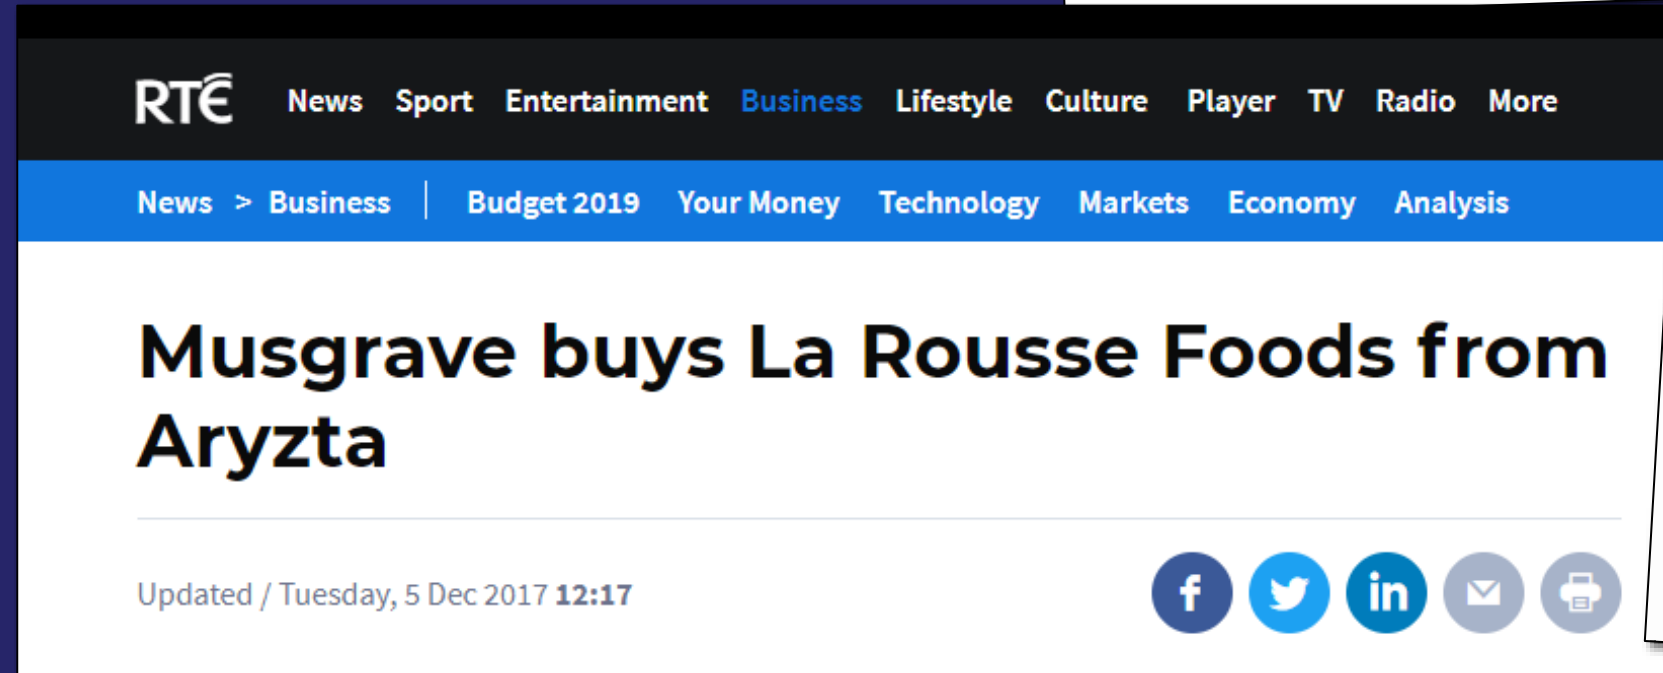 RTÉ News Sport Entertainment Business Lifestyle Culture Player TV Radio More
News > Business | Budget 2019 Your Money Technology Markets Economy Analysis
Musgrave buys La Rousse Foods from
Aryzta
Updated / Tuesday, 5 Dec 2017 12:17
f in